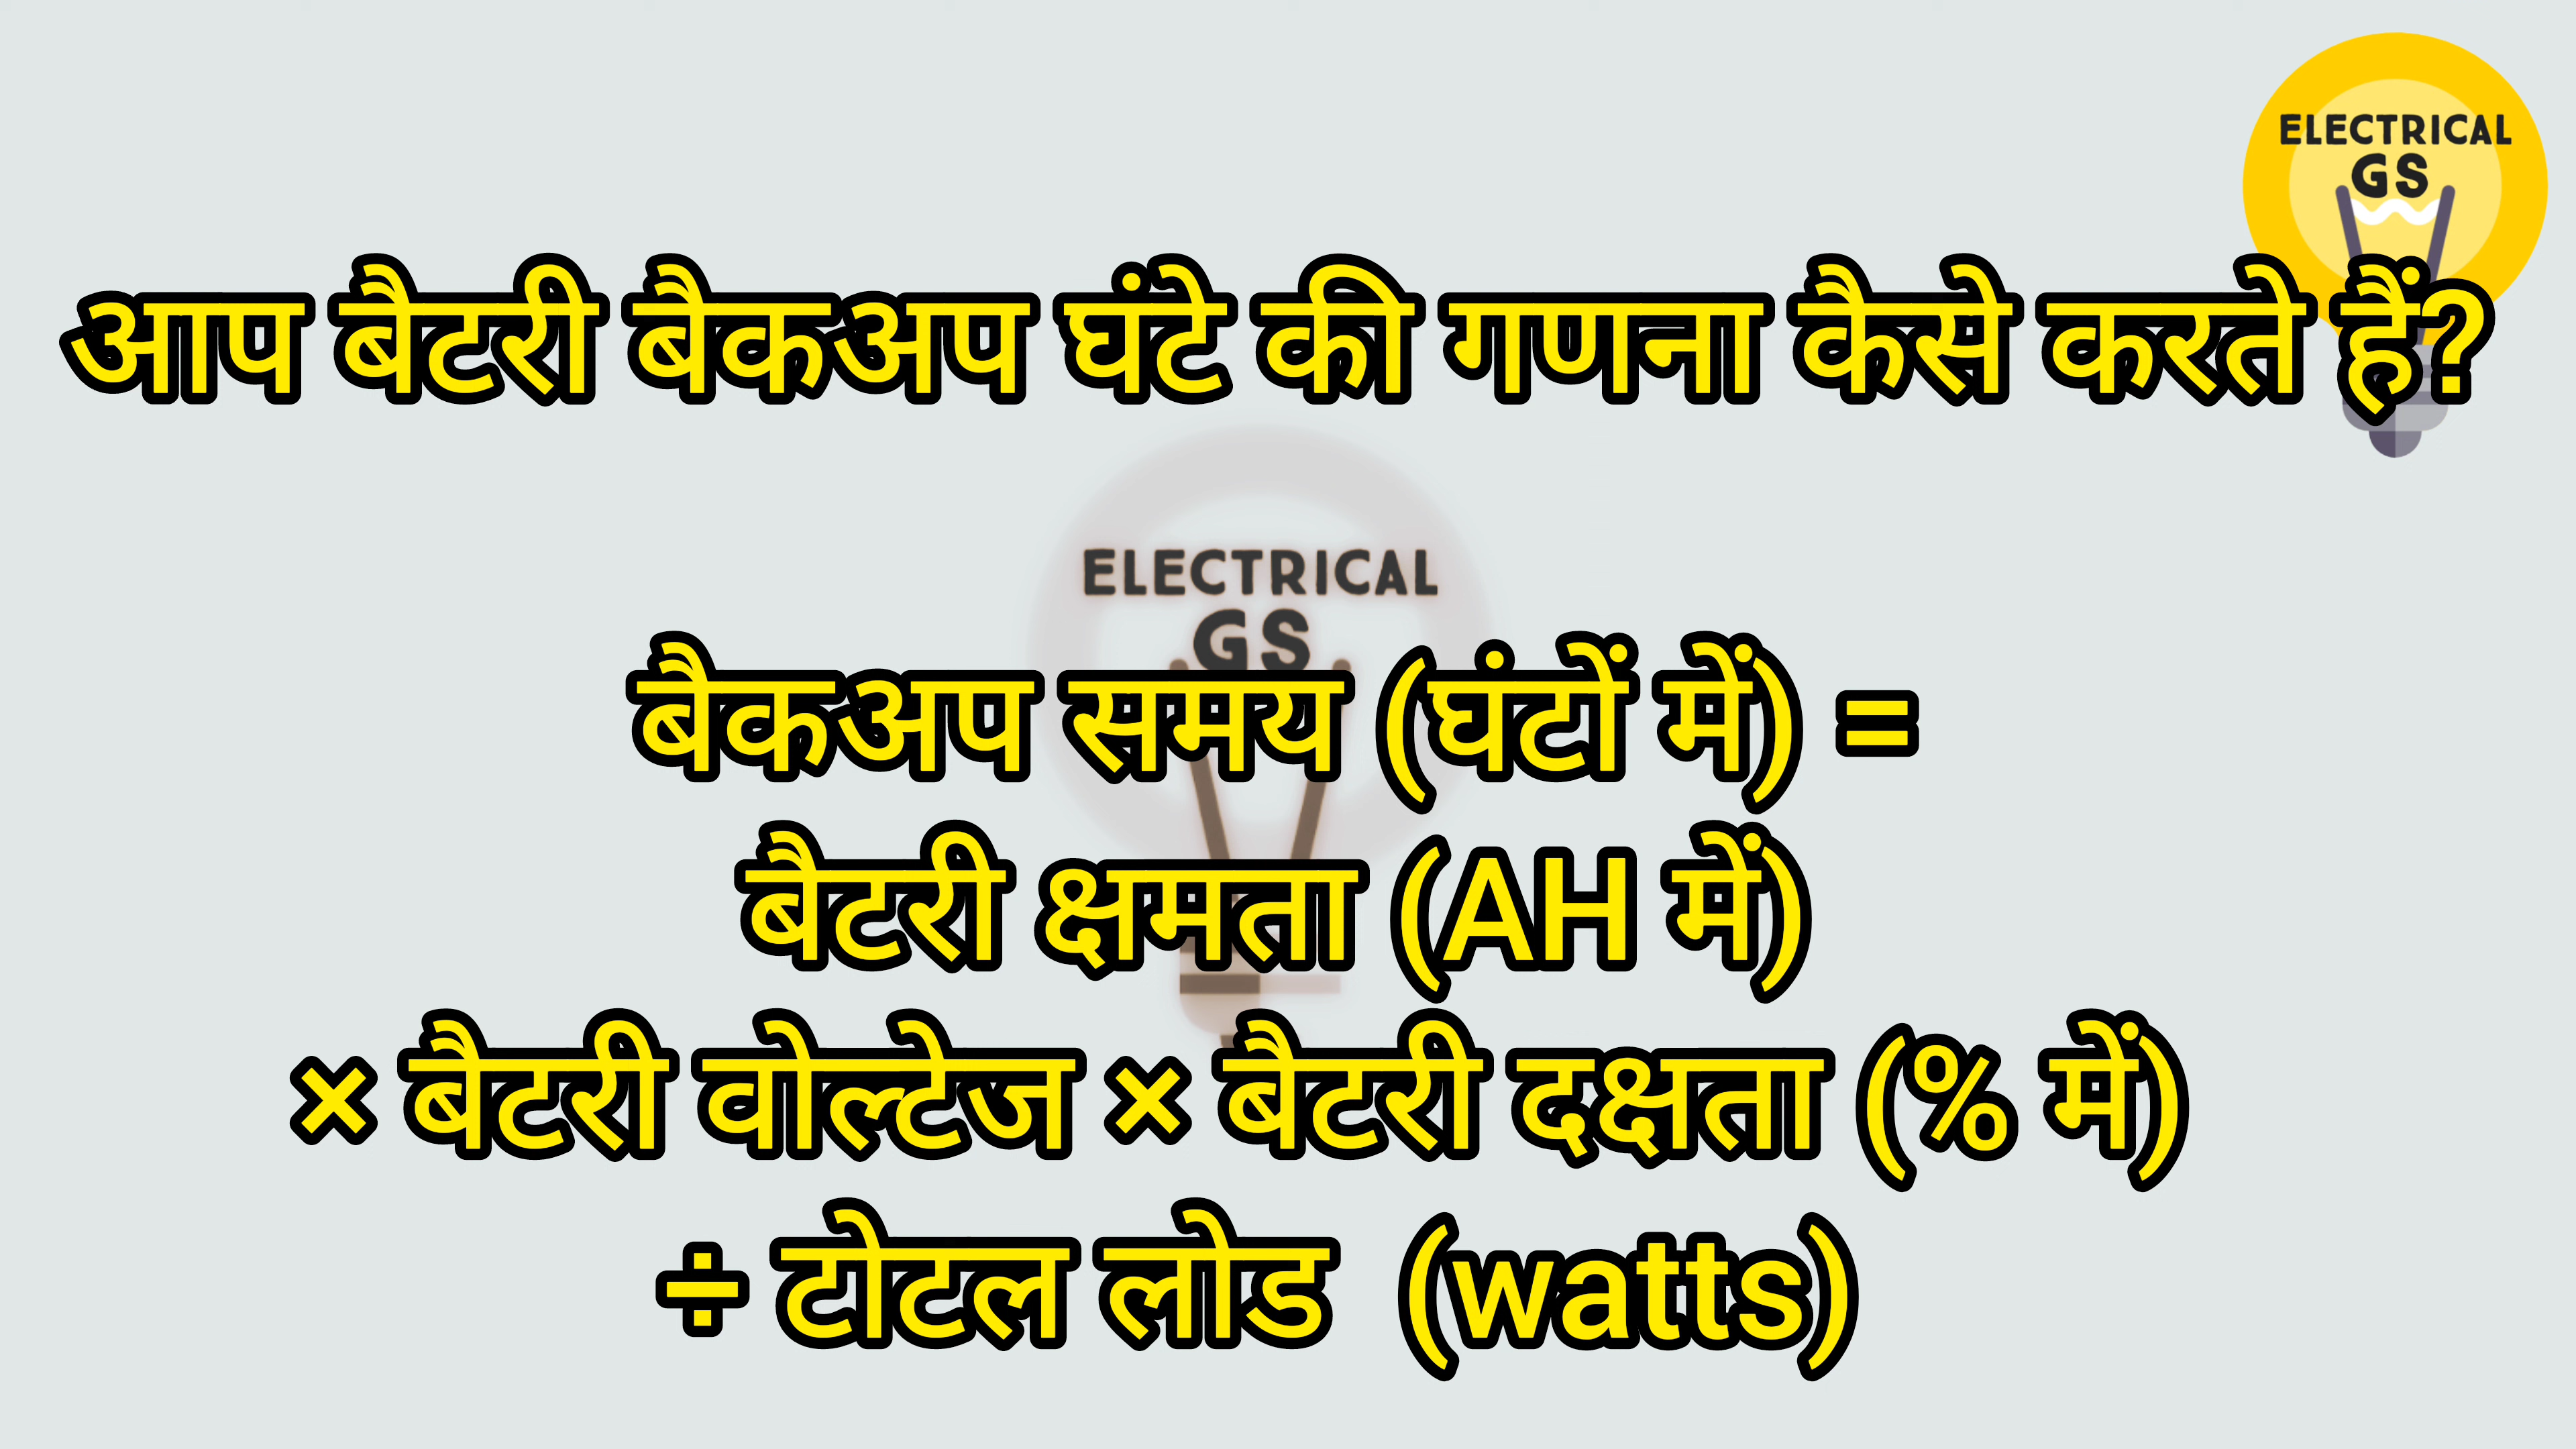 ELECTRICAL
GS
आप बैटरी बैकअप घंटे की गणना कैसे करते हैं?
ELECTRICAL
GS
बैकअप समय (घंटों में) =
बैटरी क्षमता (AH में)
× बैटरी वोल्टेज × बैटरी दक्षता (% में)
÷ टोटल लोड (watts)